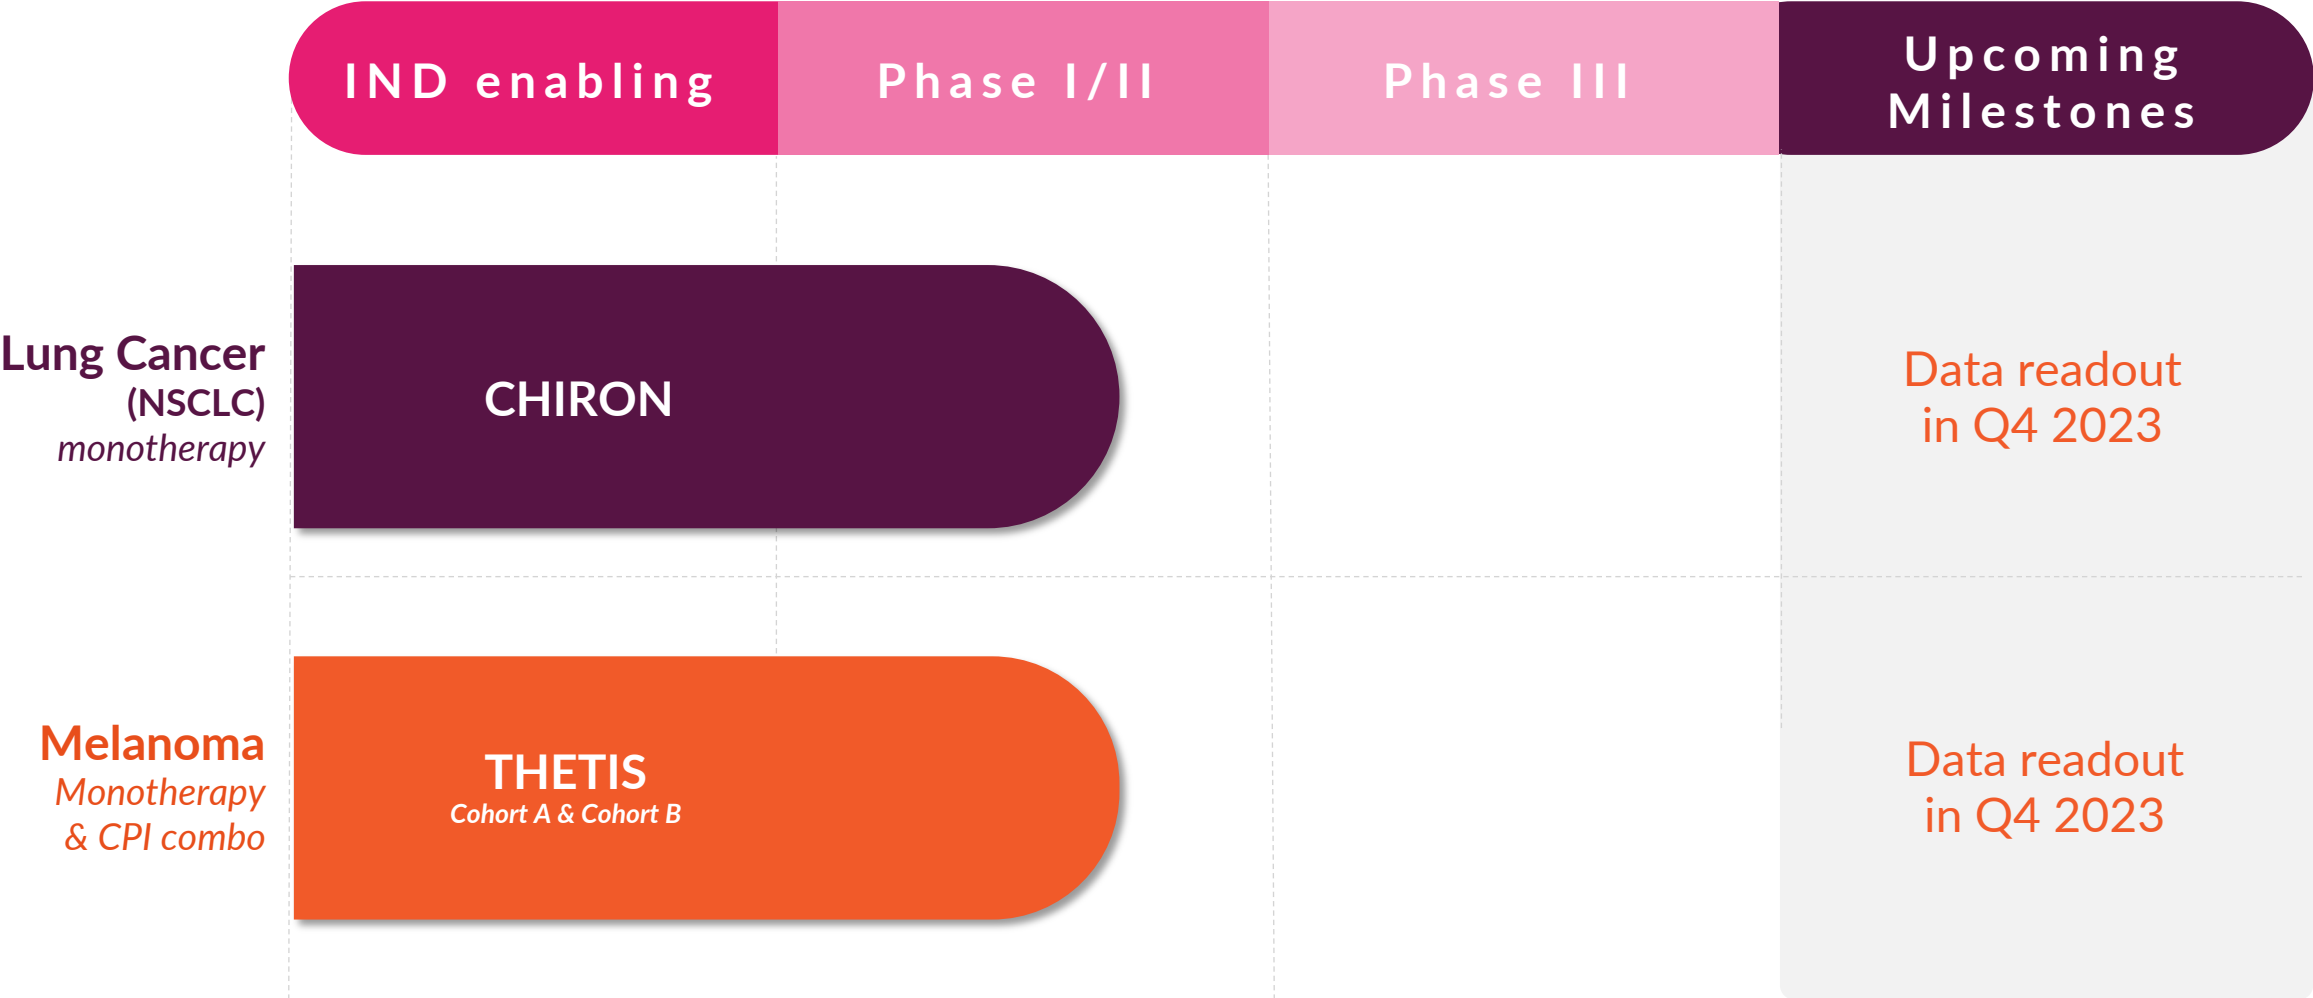 IND enabling
Phase I/II
Phase III
Upcoming
Milestones
Lung Cancer
(NSCLC)
monotherapy
CHIRON
Data readout
in Q4 2023
Melanoma
Monotherapy
& CPI combo
THETIS
Cohort A & Cohort B
Data readout
in Q4 2023